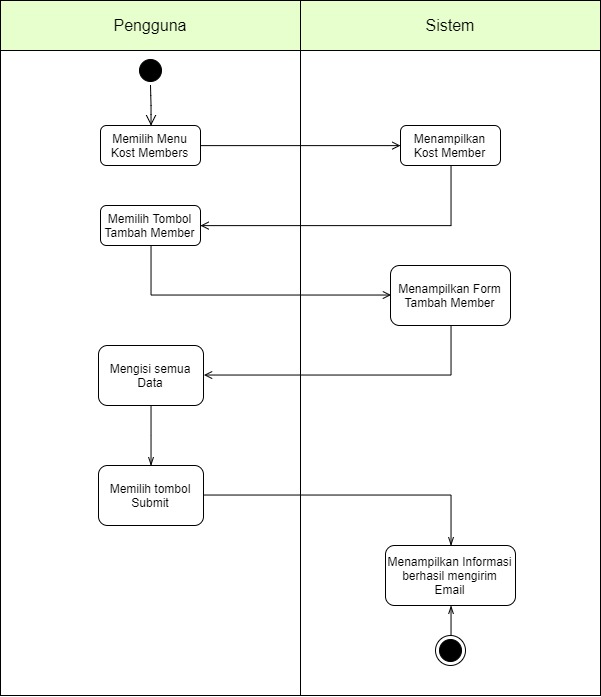 Pengguna
Sistem
Memilih Menu
Kost Members
Menampilkan
Kost Member
Memilih Tombol
Tambah Member
Menampilkan Form
Tambah Member
Mengisi semua
Data
Memilih tombol
Submit
Menampilkan Informasi
berhasil mengirim
Email